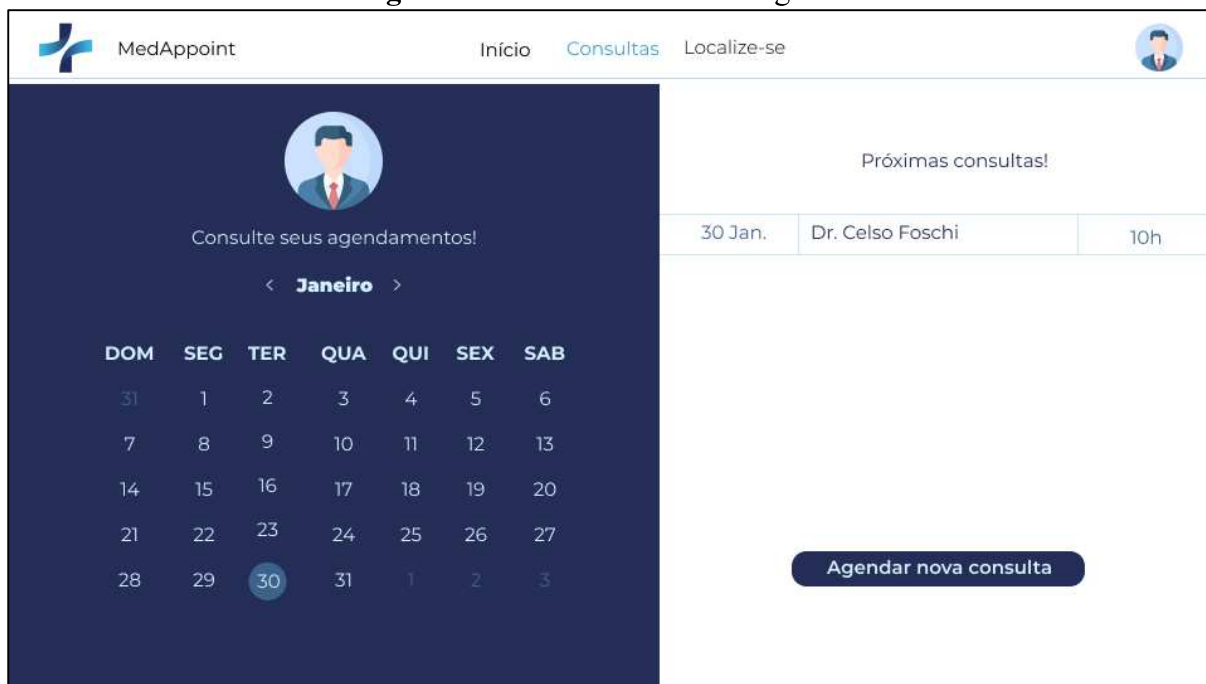 MedAppoint Início Consultas Localize-se
Consulte seus agendamentos!
Janeiro
DOM SEG TER QUA QUI SEX SAB
31 1 2 3 4 5 6
7 8 9 10 11 12 13
14 15 16 17 18 19 20
21 22 23 24 25 26 27
28 29 30 31 1 2 3
Próximas consultas!
30 Jan. Dr. Celso Foschi 10h
Agendar nova consulta